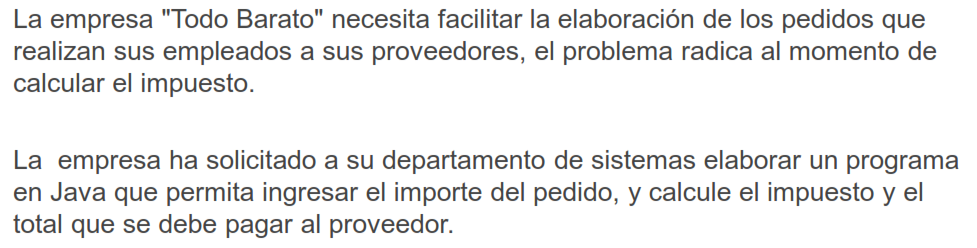 La empresa "Todo Barato" necesita facilitar la elaboración de los pedidos que
realizan sus empleados a sus proveedores, el problema radica al momento de
calcular el impuesto.
La  empresa ha solicitado a su departamento de sistemas elaborar un programa
en Java que permita ingresar el importe del pedido, y calcule el impuesto y el
total que se debe pagar al proveedor.